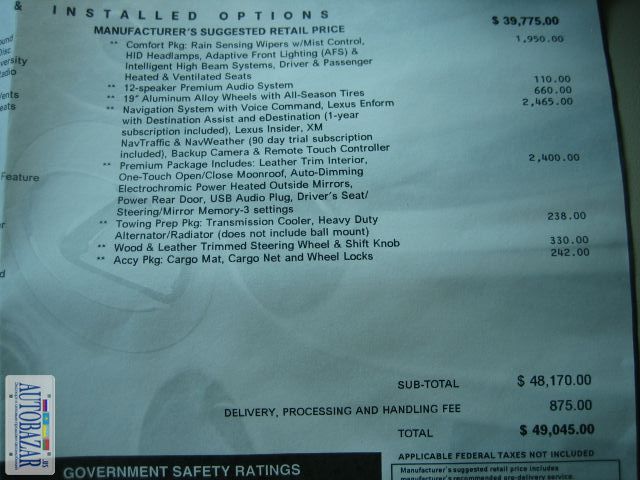 & INSTALLED OPTIONS
MANUFACTURER'S SUGGESTED RETAIL PRICE $ 39,775.00
** Comfort Pkg: Rain Sensing Wipers w/Mist Control, 1,950.00
HID Headlamps, Adaptive Front Lighting (AFS) &
Intelligent High Beam Systems, Driver & Passenger
Heated & Ventilated Seats
** 12-speaker Premium Audio System 110.00
** 19" Aluminum Alloy Wheels with All-Season Tires 660.00
** Navigation System with Voice Command, Lexus Enform 2,465.00
with Destination Assist and eDestination (1-year
subscription included), Lexus Insider, XM
NavTraffic & NavWeather (90 day trial subscription
included), Backup Camera & Remote Touch Controller
** Premium Package Includes: Leather Trim Interior, 2,400.00
One-Touch Open/Close Moonroof, Auto-Dimming
Electrochromic Power Heated Outside Mirrors,
Power Rear Door, USB Audio Plug, Driver's Seat/
Steering/Mirror Memory-3 settings
** Towing Prep Pkg: Transmission Cooler, Heavy Duty 238.00
Alternator/Radiator (does not include ball mount)
** Wood & Leather Trimmed Steering Wheel & Shift Knob 330.00
** Accy Pkg: Cargo Mat, Cargo Net and Wheel Locks 242.00
Feature
SUB-TOTAL $ 48,170.00
DELIVERY, PROCESSING AND HANDLING FEE 875.00
TOTAL $ 49,045.00
APPLICABLE FEDERAL TAXES NOT INCLUDED
GOVERNMENT SAFETY RATINGS
Manufacturer's suggested retail price includes
manufacturer's recommended pre-delivery service.
AUTOBAZAR